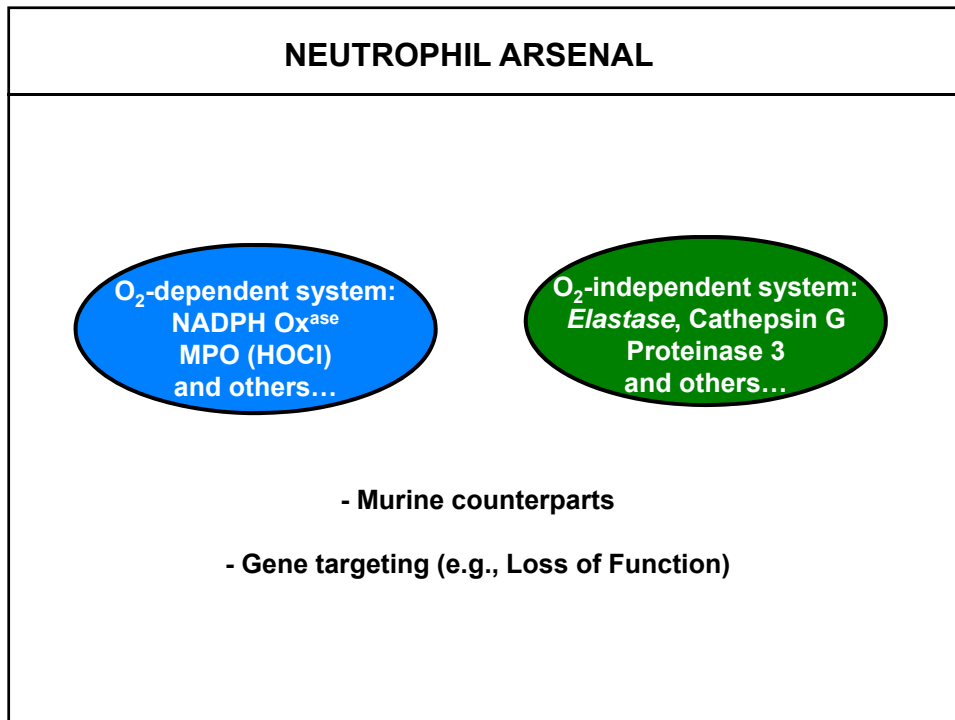 NEUTROPHIL ARSENAL
O₂-dependent system:
NADPH Oxᵃˢᵉ
MPO (HOCl)
and others…
O₂-independent system:
Elastase, Cathepsin G
Proteinase 3
and others…
- Murine counterparts
- Gene targeting (e.g., Loss of Function)